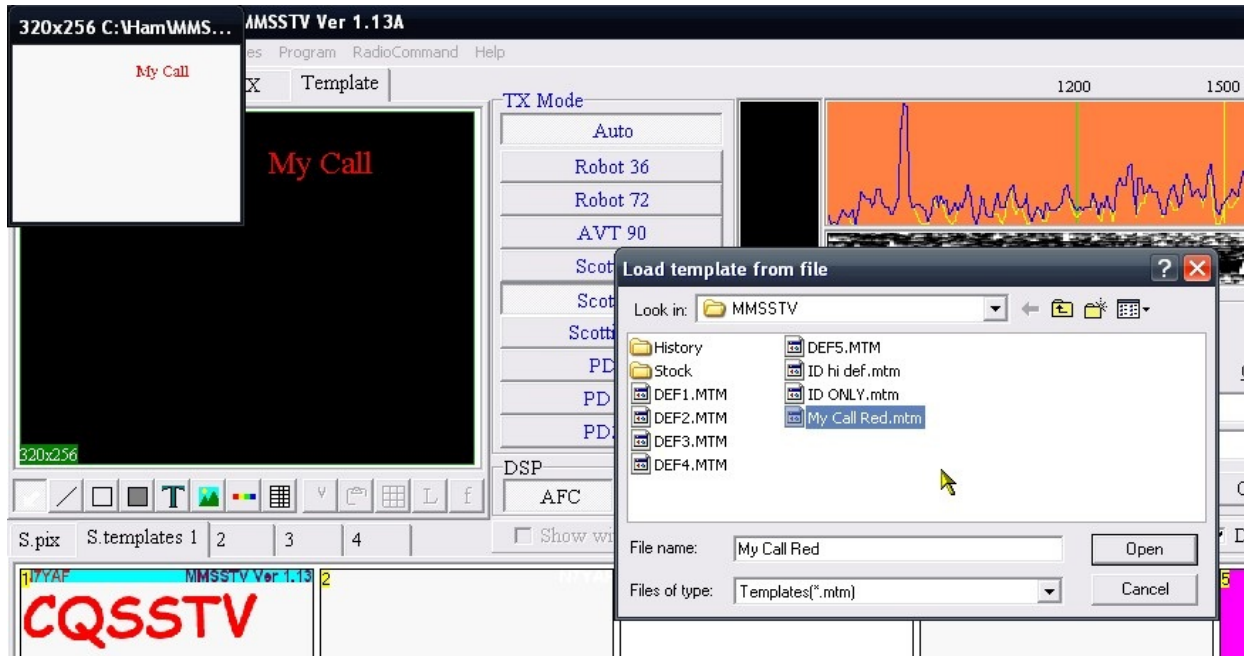 320x256 C:\Ham\MMS...
MMSSTV Ver 1.13A
es Program RadioCommand Help
My Call
X Template
1200 1500
TX Mode
Auto
Robot 36
Robot 72
AVT 90
Scot
Scot
Scotti
PD
PD
PD
My Call
320x256
DSP
AFC
Show wi
T
Y L f
S.pix S.templates 1 2 3 4
1 I7YAF MMSSTV Ver 1.13
CQSSTV
2
5
Load template from file
Look in: MMSSTV
History
Stock
DEF1.MTM
DEF2.MTM
DEF3.MTM
DEF4.MTM
DEF5.MTM
ID hi def.mtm
ID ONLY.mtm
My Call Red.mtm
File name: My Call Red Open
Files of type: Templates(*.mtm) Cancel